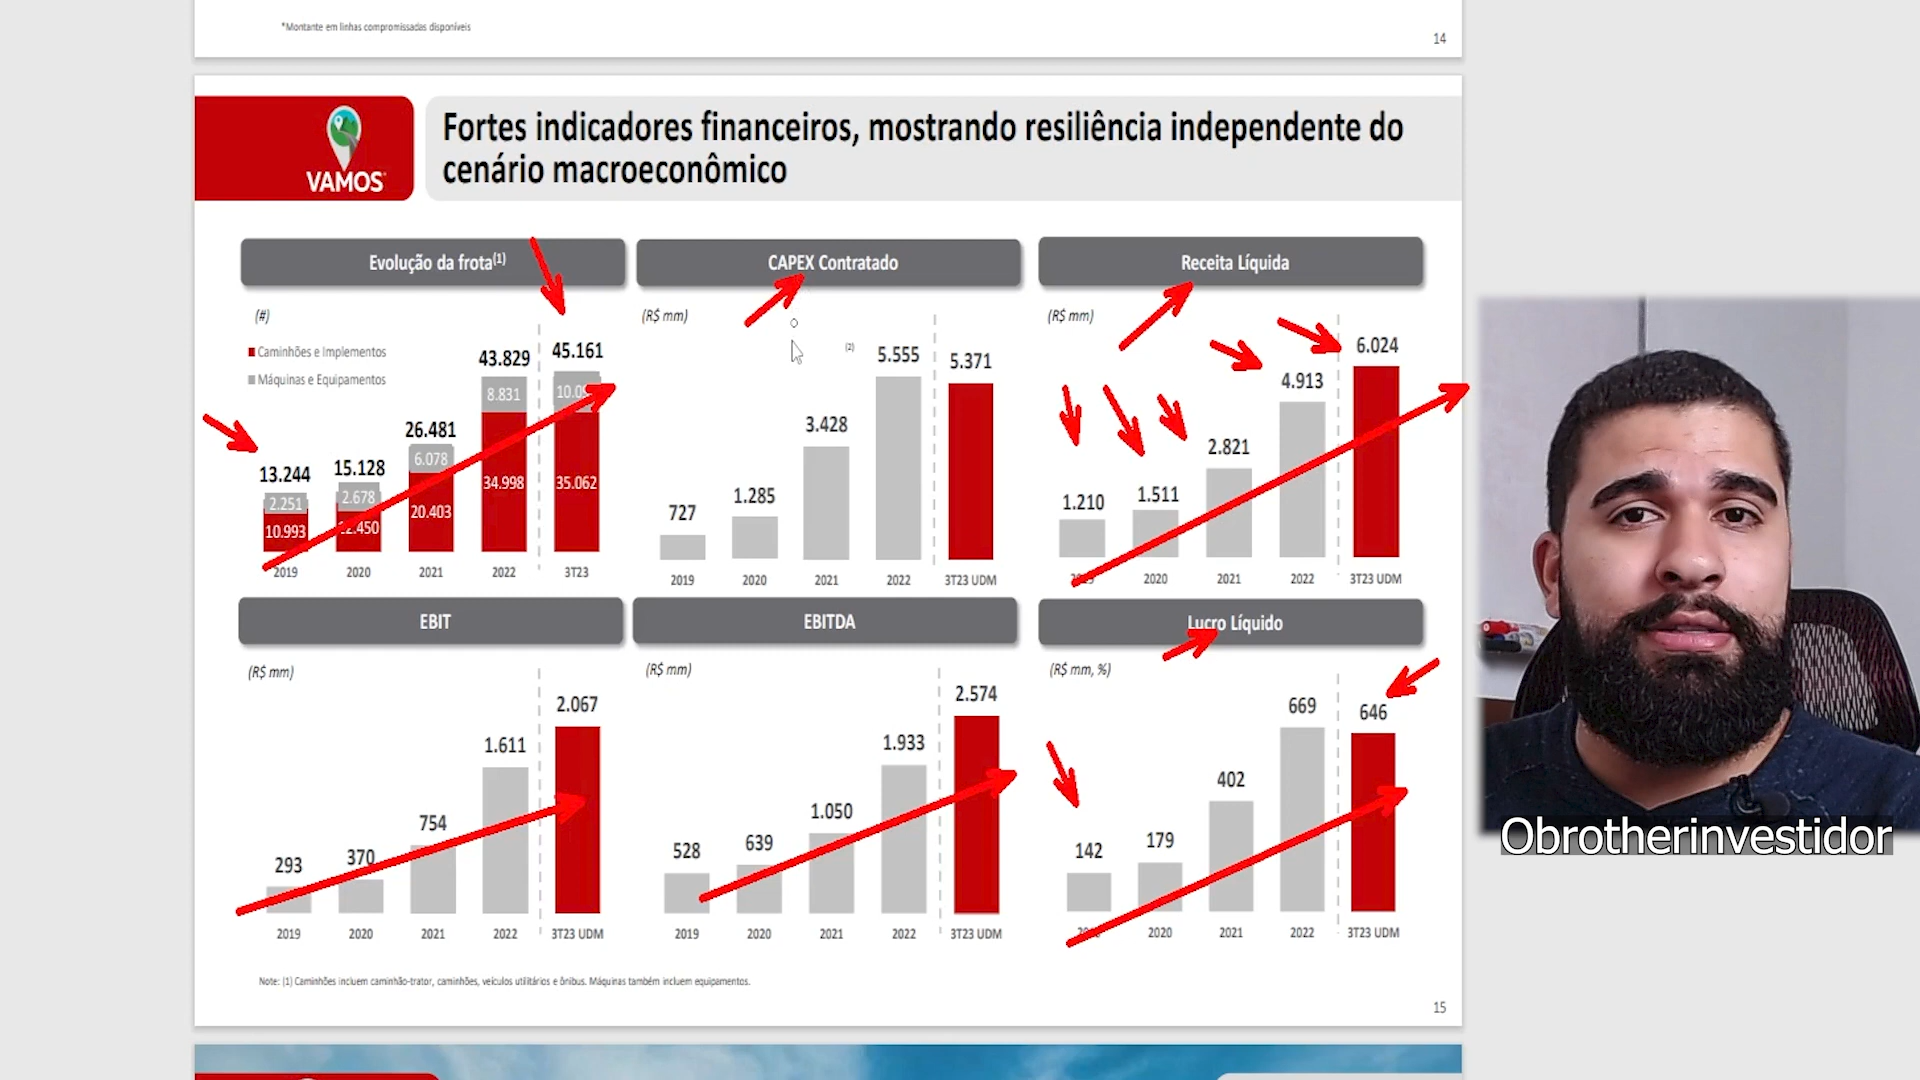 *Montante em linhas compromissadas disponíveis
14
VAMOS
Fortes indicadores financeiros, mostrando resiliência independente do
cenário macroeconômico
Evolução da frota(1)
(#)
Caminhões e Implementos
Máquinas e Equipamentos
13.244
15.128
26.481
43.829
45.161
2.251
2.678
6.078
8.831
10.993
20.403
34.998
35.062
2019
2020
2021
2022
3T23
CAPEX Contratado
(R$ mm)
(2)
727
1.285
3.428
5.555
5.371
2019
2020
2021
2022
3T23 UDM
Receita Líquida
(R$ mm)
1.210
1.511
2.821
4.913
6.024
2020
2021
2022
3T23 UDM
EBIT
(R$ mm)
293
370
754
1.611
2.067
2019
2020
2021
2022
3T23 UDM
EBITDA
(R$ mm)
528
639
1.050
1.933
2.574
2019
2020
2021
2022
3T23 UDM
Lucro Líquido
(R$ mm, %)
142
179
402
669
646
2020
2021
2022
3T23 UDM
Note: (1) Caminhões incluem caminhão-trator, caminhões, veículos utilitários e ônibus. Máquinas também incluem equipamentos.
15
Obrotherinvestidor